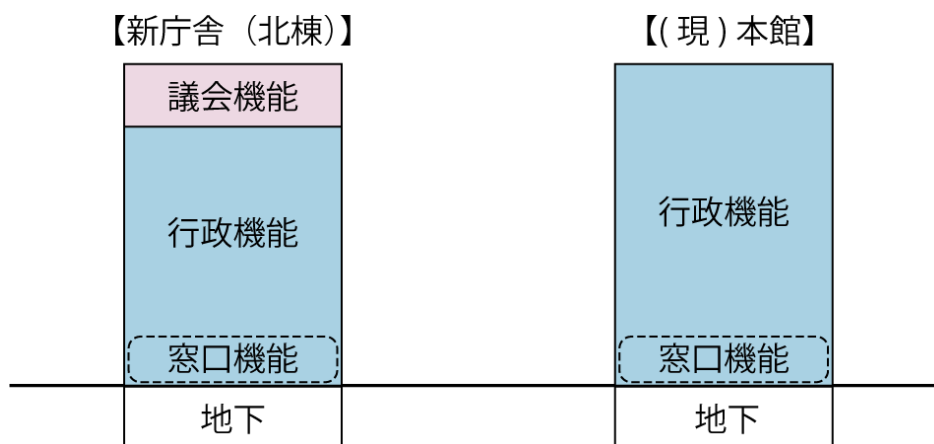 【新庁舎（北棟）】
議会機能
行政機能
窓口機能
地下
【( 現 ) 本館】
行政機能
窓口機能
地下